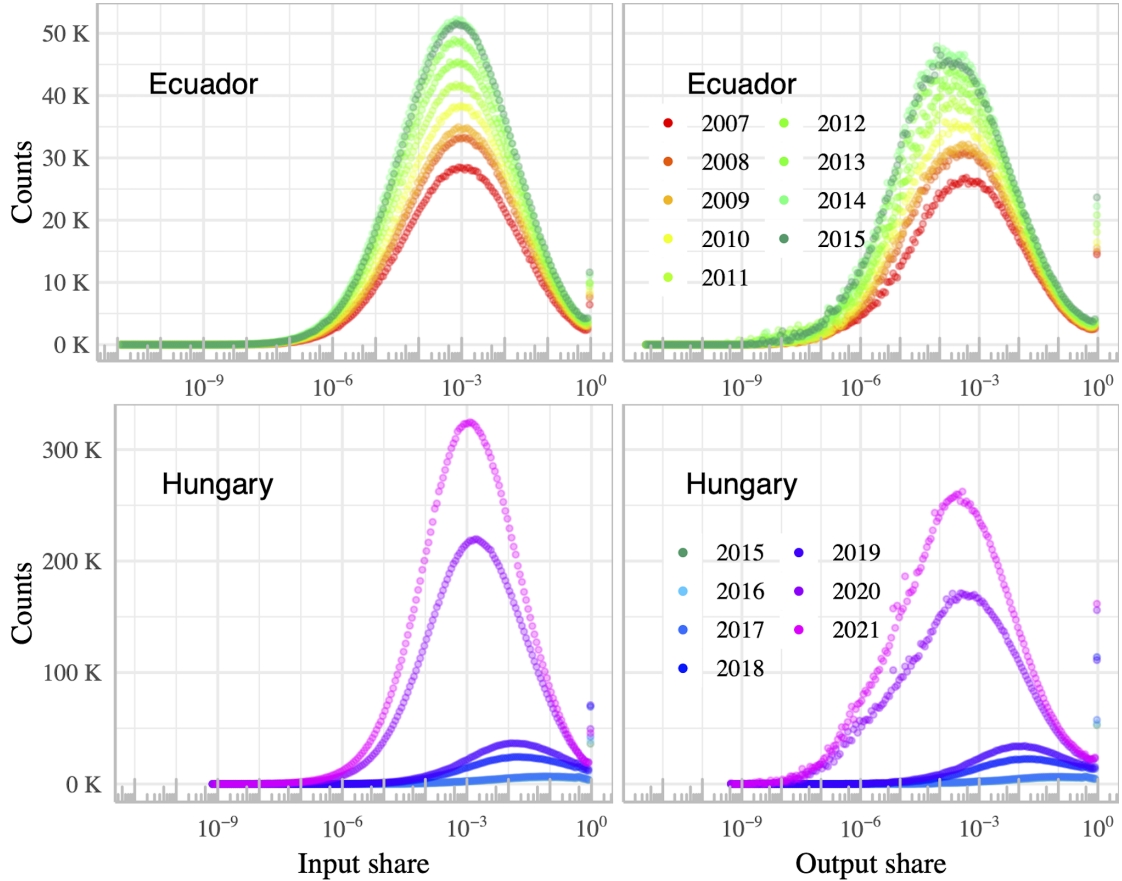 50 K
40 K
30 K
20 K
10 K
0 K
Counts
Ecuador
10⁻⁹ 10⁻⁶ 10⁻³ 10⁰
Ecuador
2007 2012
2008 2013
2009 2014
2010 2015
2011
10⁻⁹ 10⁻⁶ 10⁻³ 10⁰
300 K
200 K
100 K
0 K
Counts
Hungary
10⁻⁹ 10⁻⁶ 10⁻³ 10⁰
Input share
Hungary
2015 2019
2016 2020
2017 2021
2018
10⁻⁹ 10⁻⁶ 10⁻³ 10⁰
Output share